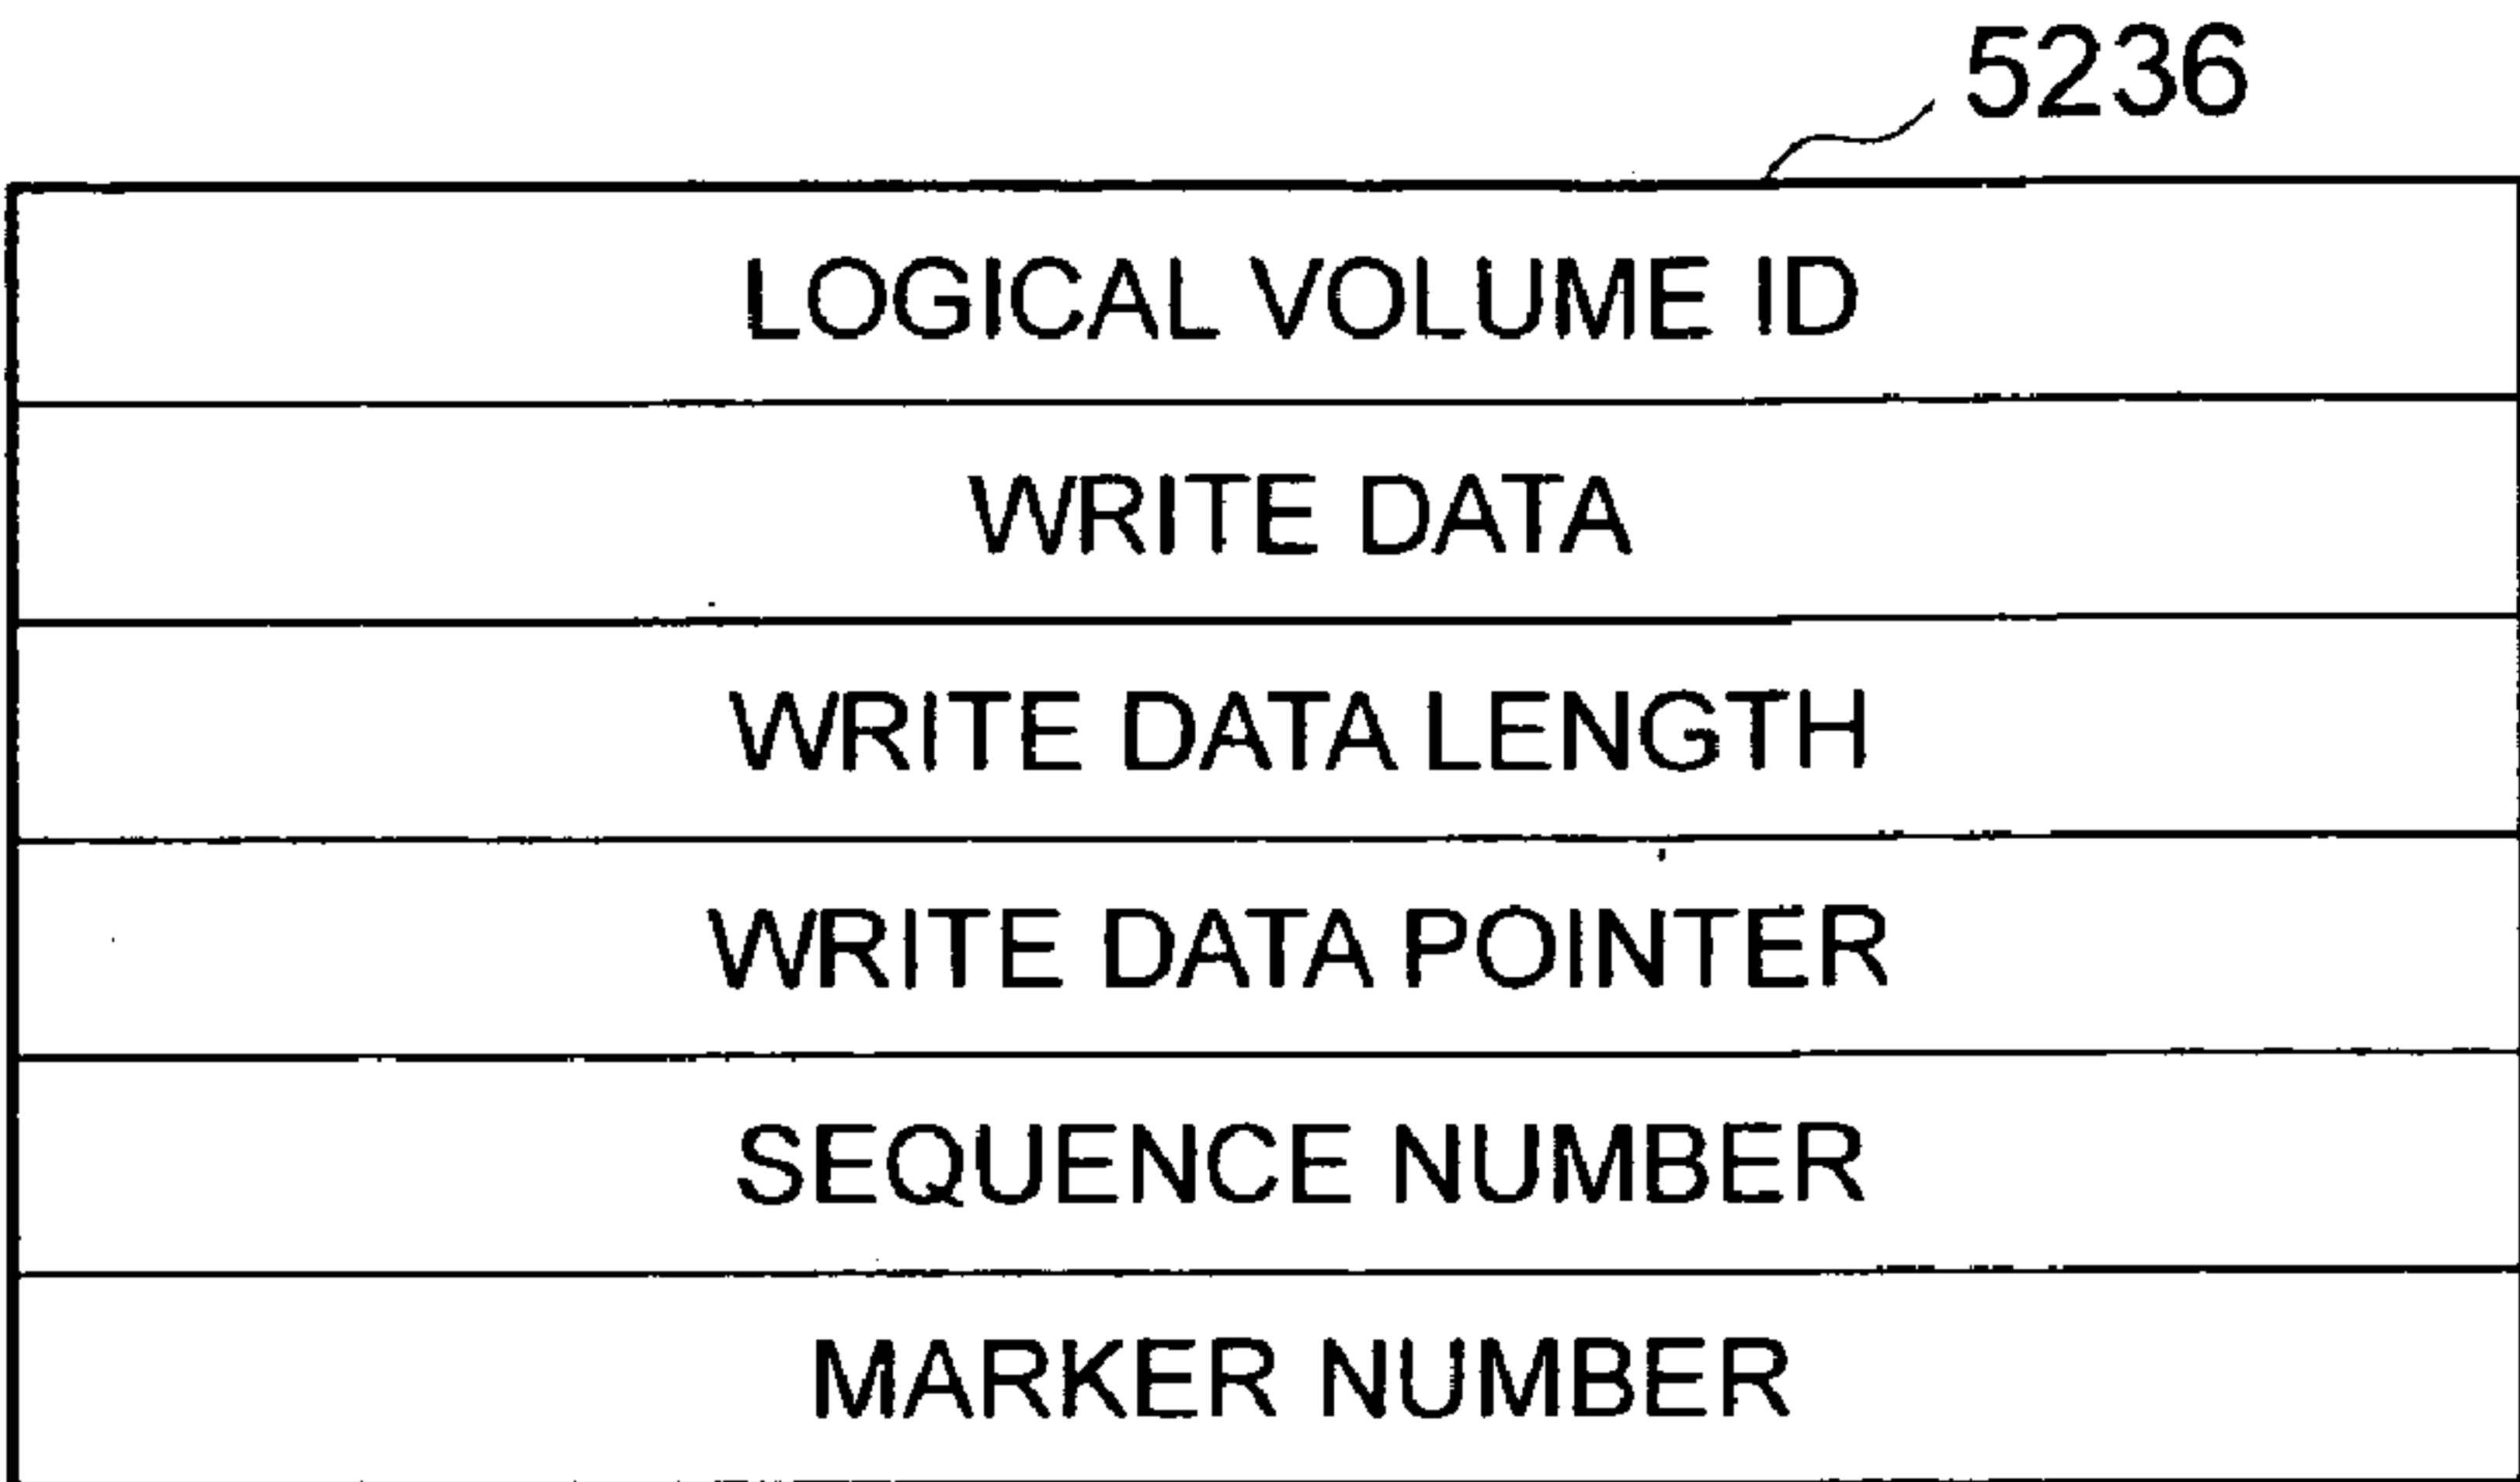 5236
LOGICAL VOLUME ID
WRITE DATA
WRITE DATA LENGTH
WRITE DATA POINTER
SEQUENCE NUMBER
MARKER NUMBER